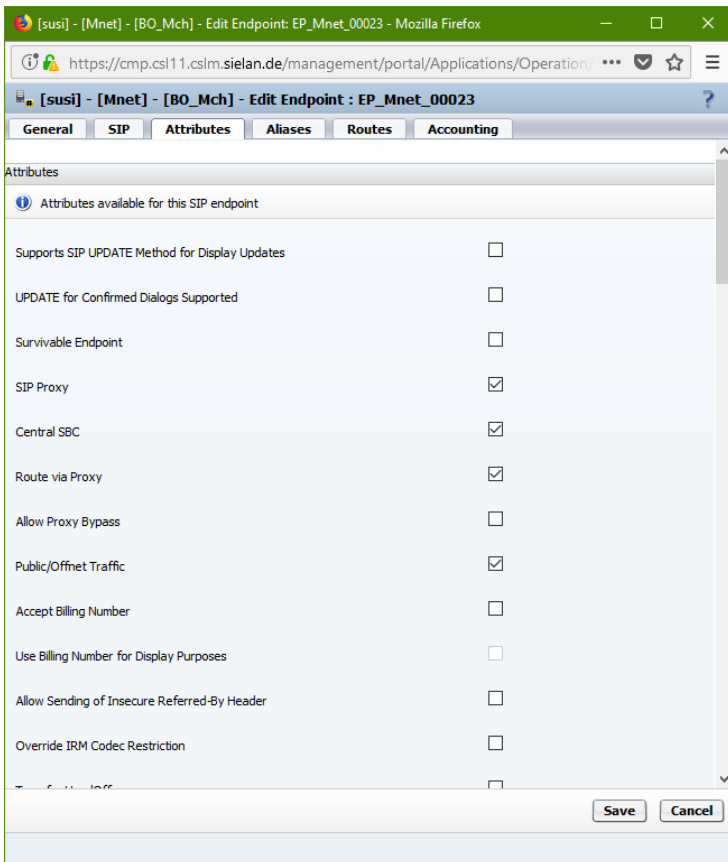 [susi] - [Mnet] - [BO_Mch] - Edit Endpoint: EP_Mnet_00023 - Mozilla Firefox
https://cmp.csl11.cslm.sielan.de/management/portal/Applications/Operation/
[susi] - [Mnet] - [BO_Mch] - Edit Endpoint : EP_Mnet_00023 ?
General SIP Attributes Aliases Routes Accounting
Attributes
Attributes available for this SIP endpoint
Supports SIP UPDATE Method for Display Updates
UPDATE for Confirmed Dialogs Supported
Survivable Endpoint
SIP Proxy
Central SBC
Route via Proxy
Allow Proxy Bypass
Public/Offnet Traffic
Accept Billing Number
Use Billing Number for Display Purposes
Allow Sending of Insecure Referred-By Header
Override IRM Codec Restriction
Save Cancel